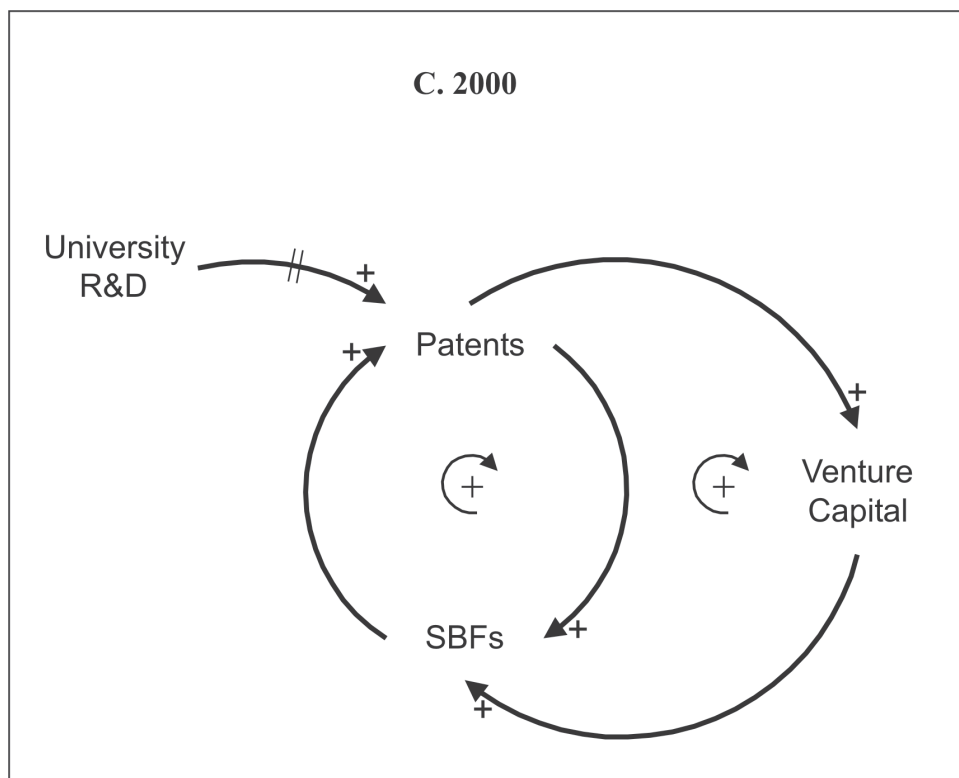 C. 2000
University
R&D
+
Patents
+
+
Venture
Capital
+
+
SBFs
+
+